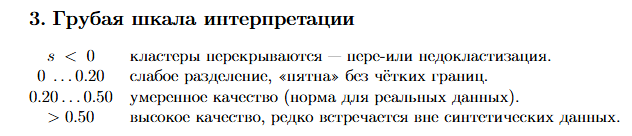 3. Грубая шкала интерпретации
s < 0 кластеры перекрываются — пере-или недокластизация.
0 …0.20 слабое разделение, «пятна» без чётких границ.
0.20…0.50 умеренное качество (норма для реальных данных).
> 0.50 высокое качество, редко встречается вне синтетических данных.